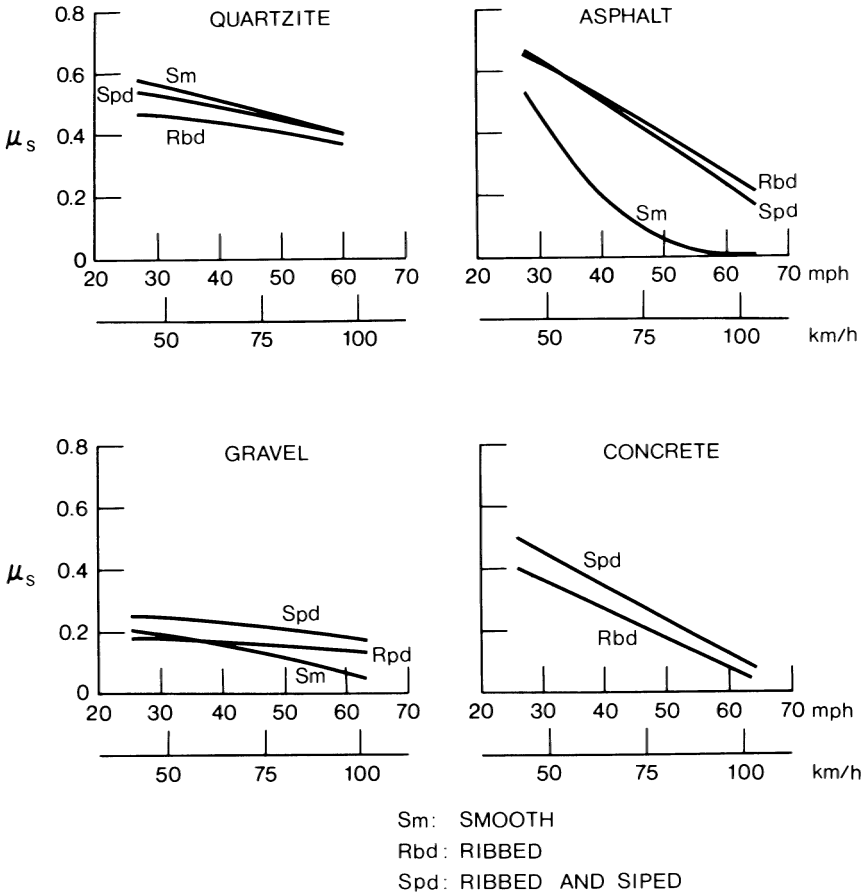 QUARTZITE
0.8
0.6
0.4
0.2
0
μs
Sm
Spd
Rbd
20 30 40 50 60 70
50 75 100
ASPHALT
Rbd
Spd
Sm
20 30 40 50 60 70 mph
50 75 100 km/h
GRAVEL
0.8
0.6
0.4
0.2
0
μs
Spd
Rpd
Sm
20 30 40 50 60 70
50 75 100
CONCRETE
Spd
Rbd
20 30 40 50 60 70 mph
50 75 100 km/h
Sm: SMOOTH
Rbd: RIBBED
Spd: RIBBED AND SIPED